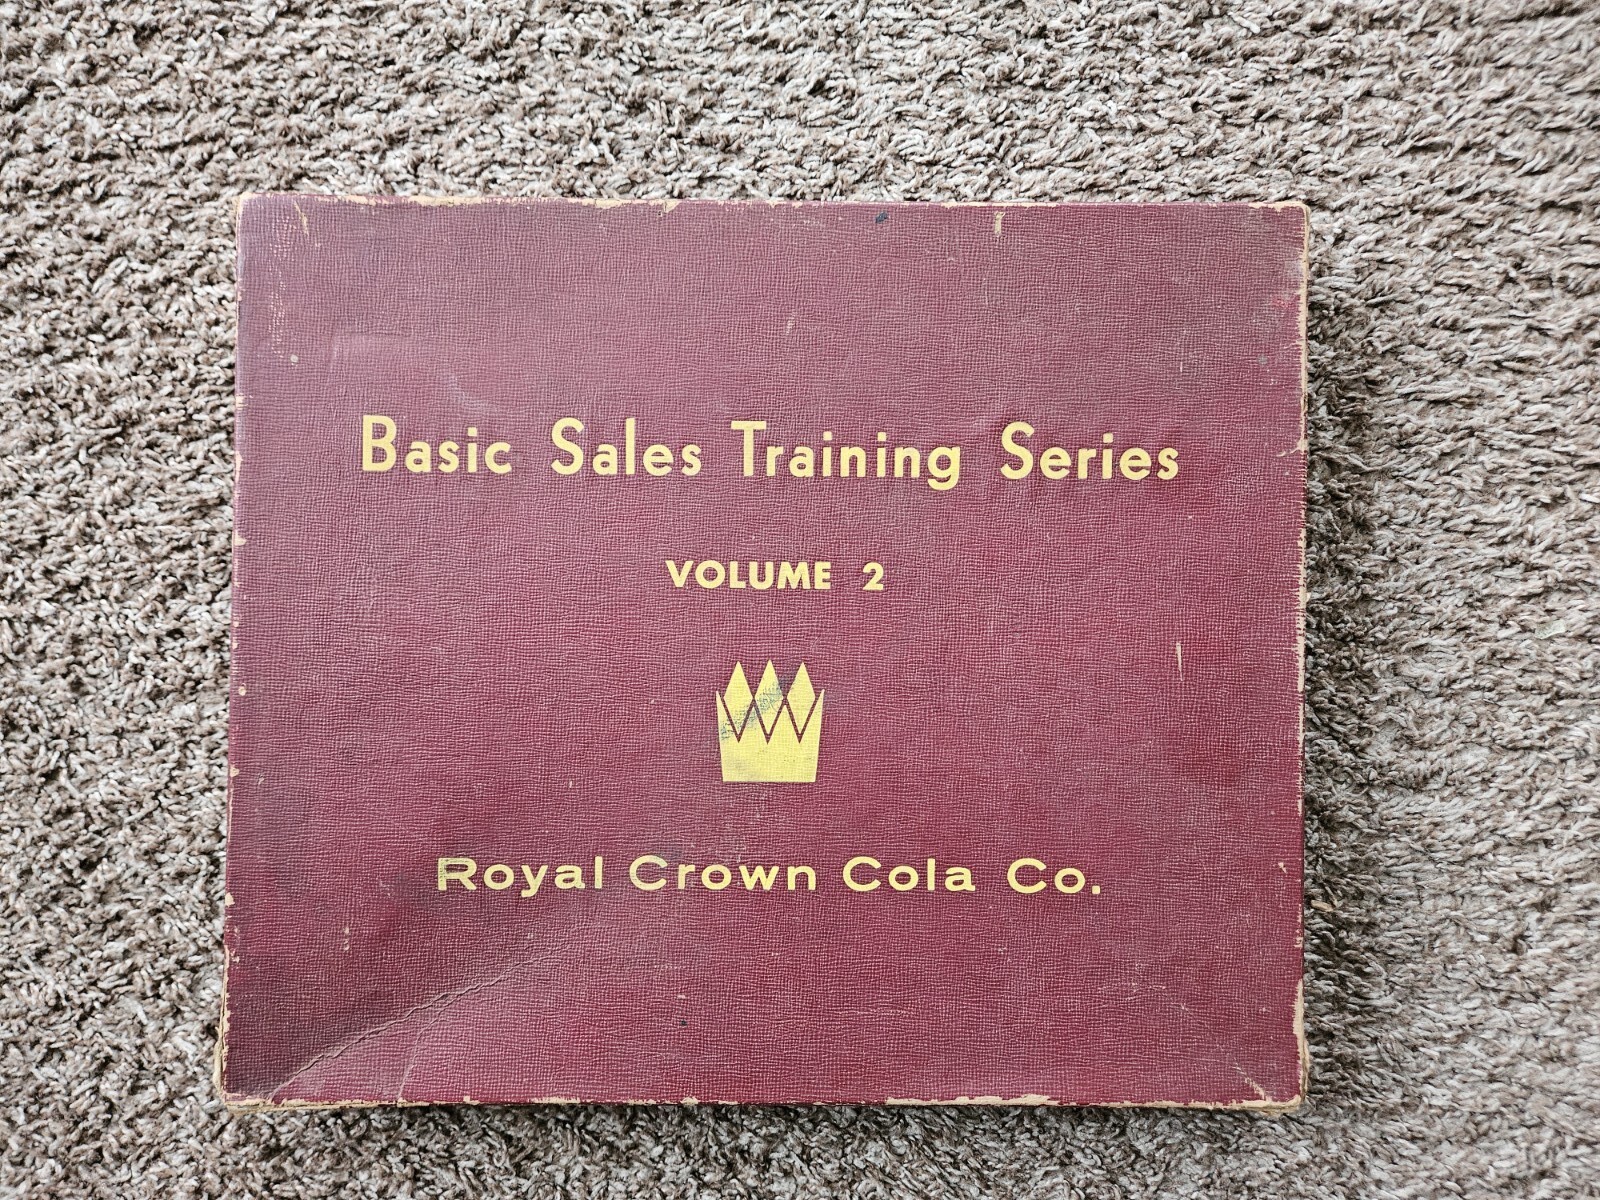 Basic Sales Training Series
VOLUME 2
Royal Crown Cola Co.